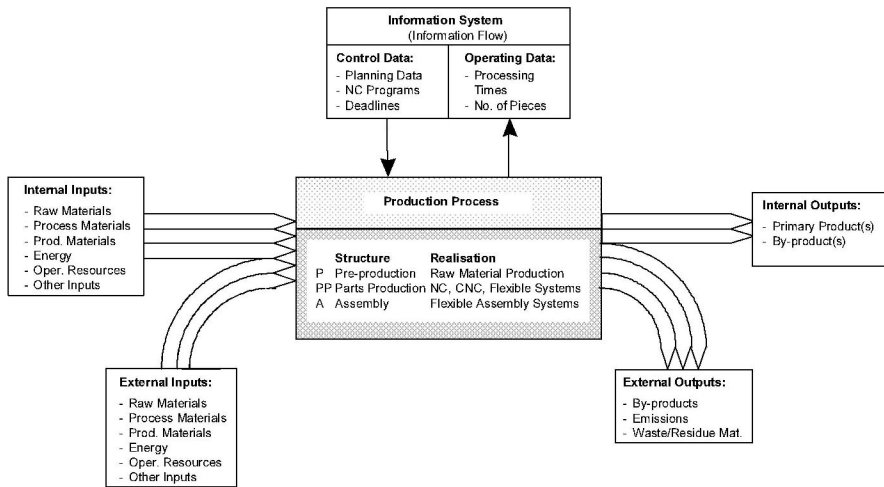 Information System
(Information Flow)
Control Data:
- Planning Data
- NC Programs
- Deadlines
Operating Data:
- Processing
Times
- No. of Pieces
Internal Inputs:
- Raw Materials
- Process Materials
- Prod. Materials
- Energy
- Oper. Resources
- Other Inputs
Production Process
Structure Realisation
P Pre-production Raw Material Production
PP Parts Production NC, CNC, Flexible Systems
A Assembly Flexible Assembly Systems
Internal Outputs:
- Primary Product(s)
- By-product(s)
External Inputs:
- Raw Materials
- Process Materials
- Prod. Materials
- Energy
- Oper. Resources
- Other Inputs
External Outputs:
- By-products
- Emissions
- Waste/Residue Mat.